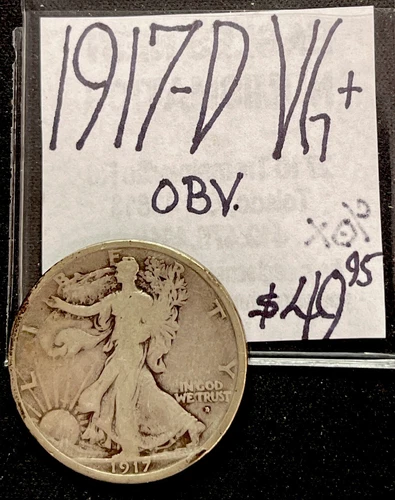 1917-D VG+
OBV.
$49.95
LIBERTY
IN GOD
WE TRUST
D
1917